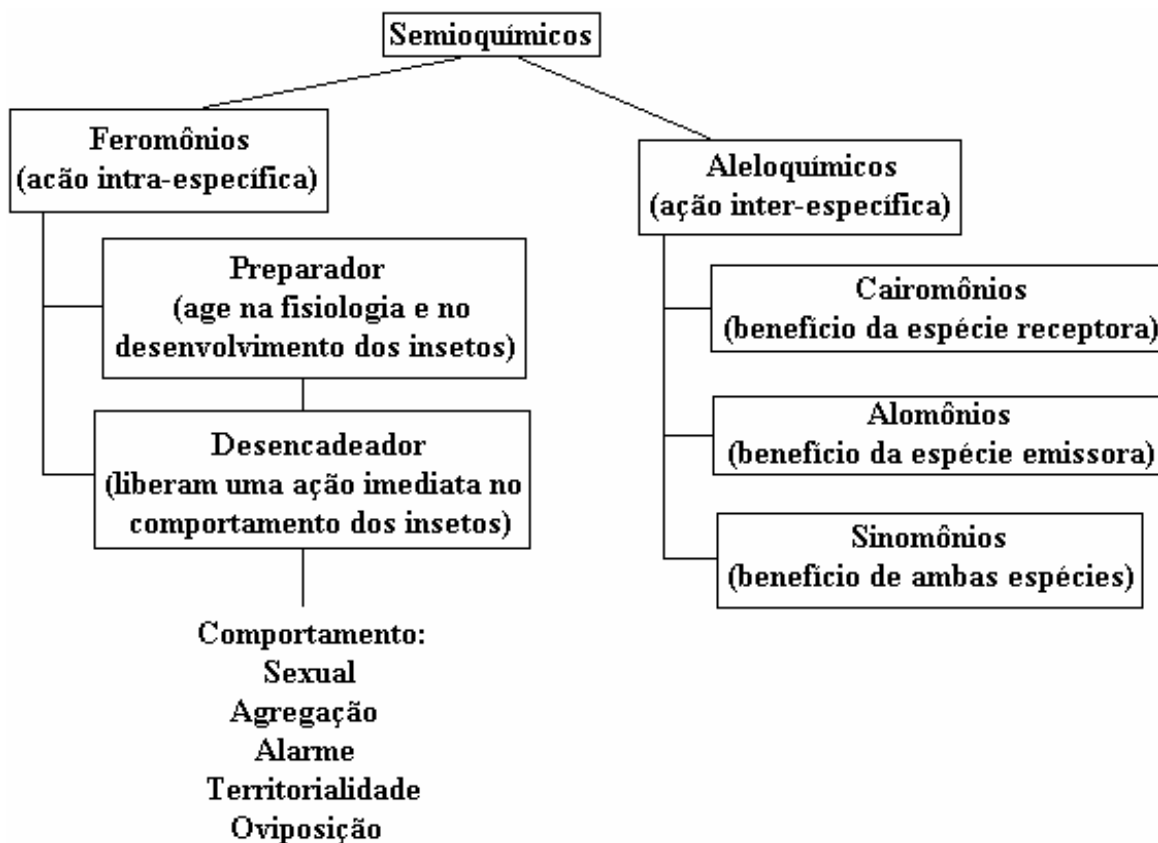 Semioquímicos
Feromônios
(acão intra-específica)
Aleloquímicos
(ação inter-específica)
Preparador
(age na fisiologia e no
desenvolvimento dos insetos)
Cairomônios
(benefício da espécie receptora)
Desencadeador
(liberam uma ação imediata no
comportamento dos insetos)
Alomônios
(benefício da espécie emissora)
Sinomônios
(benefício de ambas espécies)
Comportamento:
Sexual
Agregação
Alarme
Territorialidade
Oviposição